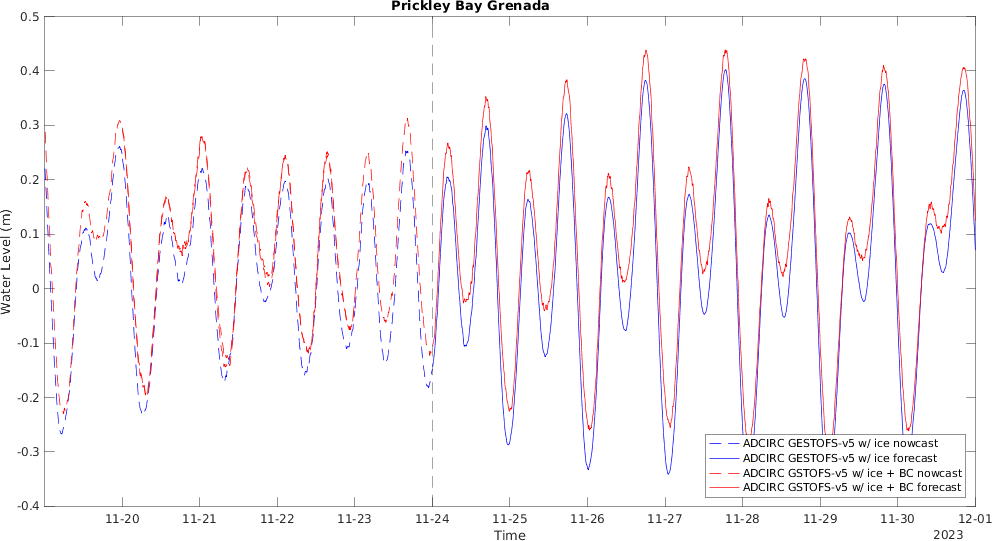 Prickley Bay Grenada
0.5
0.4
0.3
0.2
0.1
0
-0.1
-0.2
-0.3
-0.4
Water Level (m)
ADCIRC GESTOFS-v5 w/ ice nowcast
ADCIRC GESTOFS-v5 w/ ice forecast
ADCIRC GSTOFS-v5 w/ ice + BC nowcast
ADCIRC GSTOFS-v5 w/ ice + BC forecast
11-20 11-21 11-22 11-23 11-24 11-25 11-26 11-27 11-28 11-29 11-30 12-01
Time
2023